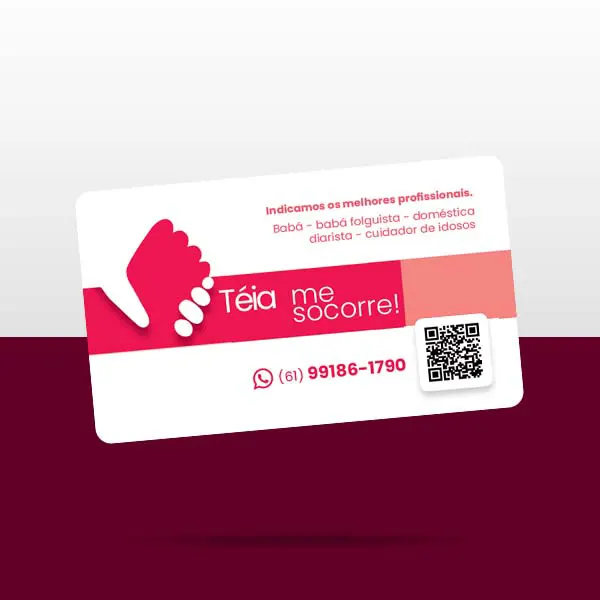 Indicamos os melhores profissionais.
Babá - babá folguista - doméstica
diarista - cuidador de idosos
Téia me
socorre!
(61) 99186-1790